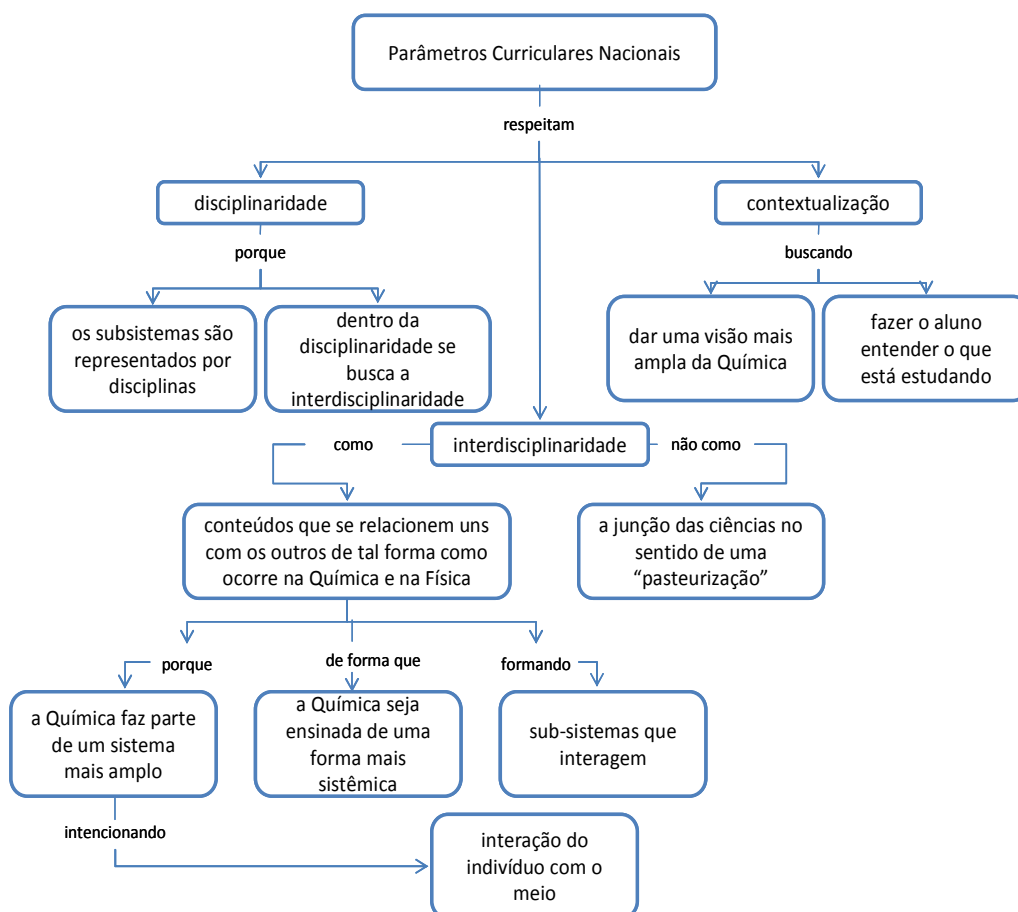 Parâmetros Curriculares Nacionais
respeitam
disciplinaridade
contextualização
porque
buscando
os subsistemas são
representados por
disciplinas
dentro da
disciplinaridade se
busca a
interdisciplinaridade
dar uma visão mais
ampla da Química
fazer o aluno
entender o que
está estudando
como
interdisciplinaridade
não como
conteúdos que se relacionem uns
com os outros de tal forma como
ocorre na Química e na Física
a junção das ciências no
sentido de uma
“pasteurização”
porque
de forma que
formando
a Química faz parte
de um sistema
mais amplo
a Química seja
ensinada de uma
forma mais
sistêmica
sub-sistemas que
interagem
intencionando
interação do
indivíduo com o
meio